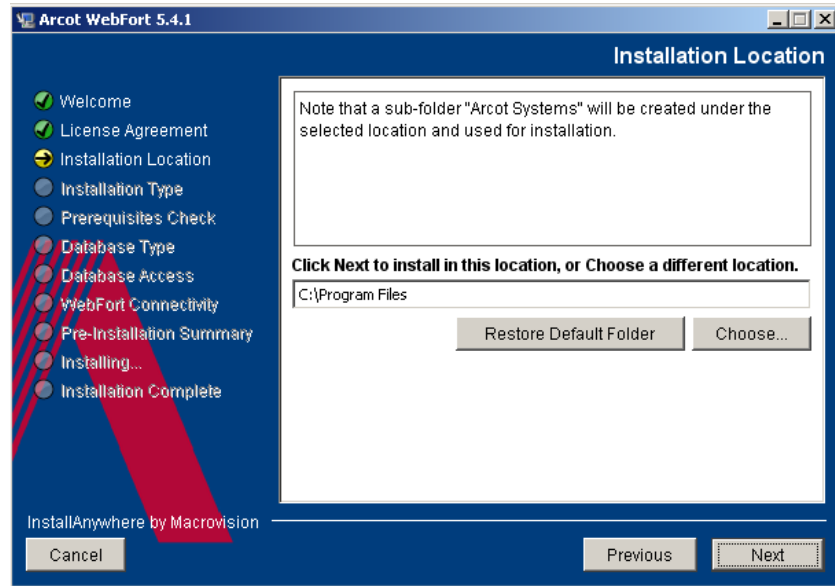 Arcot WebFort 5.4.1
Installation Location
Welcome
License Agreement
Installation Location
Installation Type
Prerequisites Check
Database Type
Database Access
WebFort Connectivity
Pre-Installation Summary
Installing...
Installation Complete
Note that a sub-folder "Arcot Systems" will be created under the
selected location and used for installation.
Click Next to install in this location, or Choose a different location.
C:\Program Files
Restore Default Folder
Choose...
InstallAnywhere by Macrovision
Cancel
Previous
Next